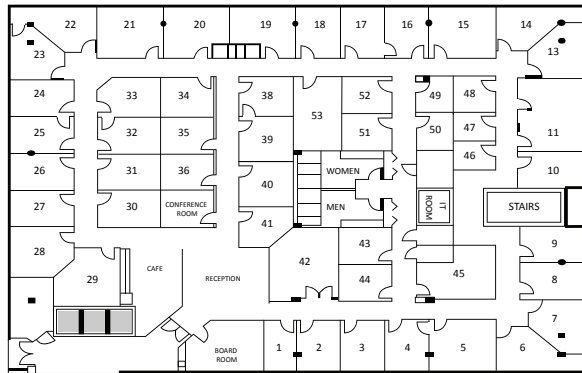 22 21 20 19 18 17 16 15 14
23 13
24 33 34 38 52 49 48
53
25 32 35 39 51 50 47 11
46
26 31 36 40 WOMEN 10
27 30 CONFERENCE
ROOM
MEN
IT
ROOM
STAIRS
41
28 29 CAFE RECEPTION 42 43 45 9
44 8
7
BOARD
ROOM
1 2 3 4 5 6